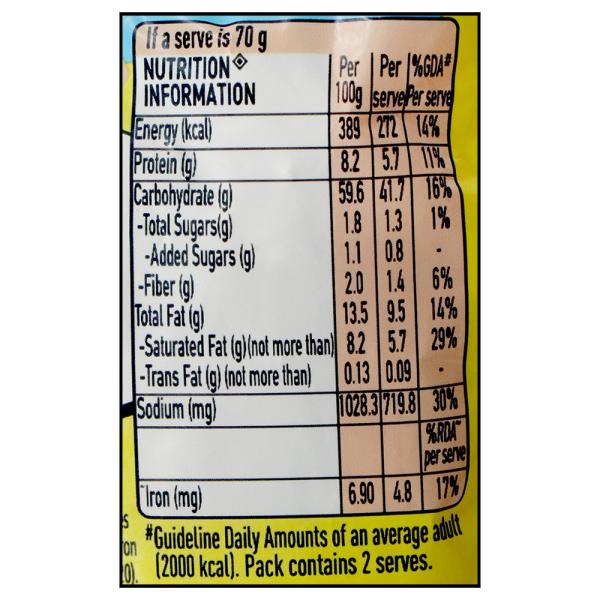 If a serve is 70 g
NUTRITION◈ Per Per %GDA#
INFORMATION 100g serve Per serve
Energy (kcal) 389 272 14%
Protein (g) 8.2 5.7 11%
Carbohydrate (g) 59.6 41.7 16%
-Total Sugars(g) 1.8 1.3 1%
-Added Sugars (g) 1.1 0.8 -
-Fiber (g) 2.0 1.4 6%
Total Fat (g) 13.5 9.5 14%
-Saturated Fat (g)(not more than) 8.2 5.7 29%
-Trans Fat (g) (not more than) 0.13 0.09 -
Sodium (mg) 1028.3 719.8 30%
%RDA~
per serve
~Iron (mg) 6.90 4.8 17%
#Guideline Daily Amounts of an average adult
(2000 kcal). Pack contains 2 serves.